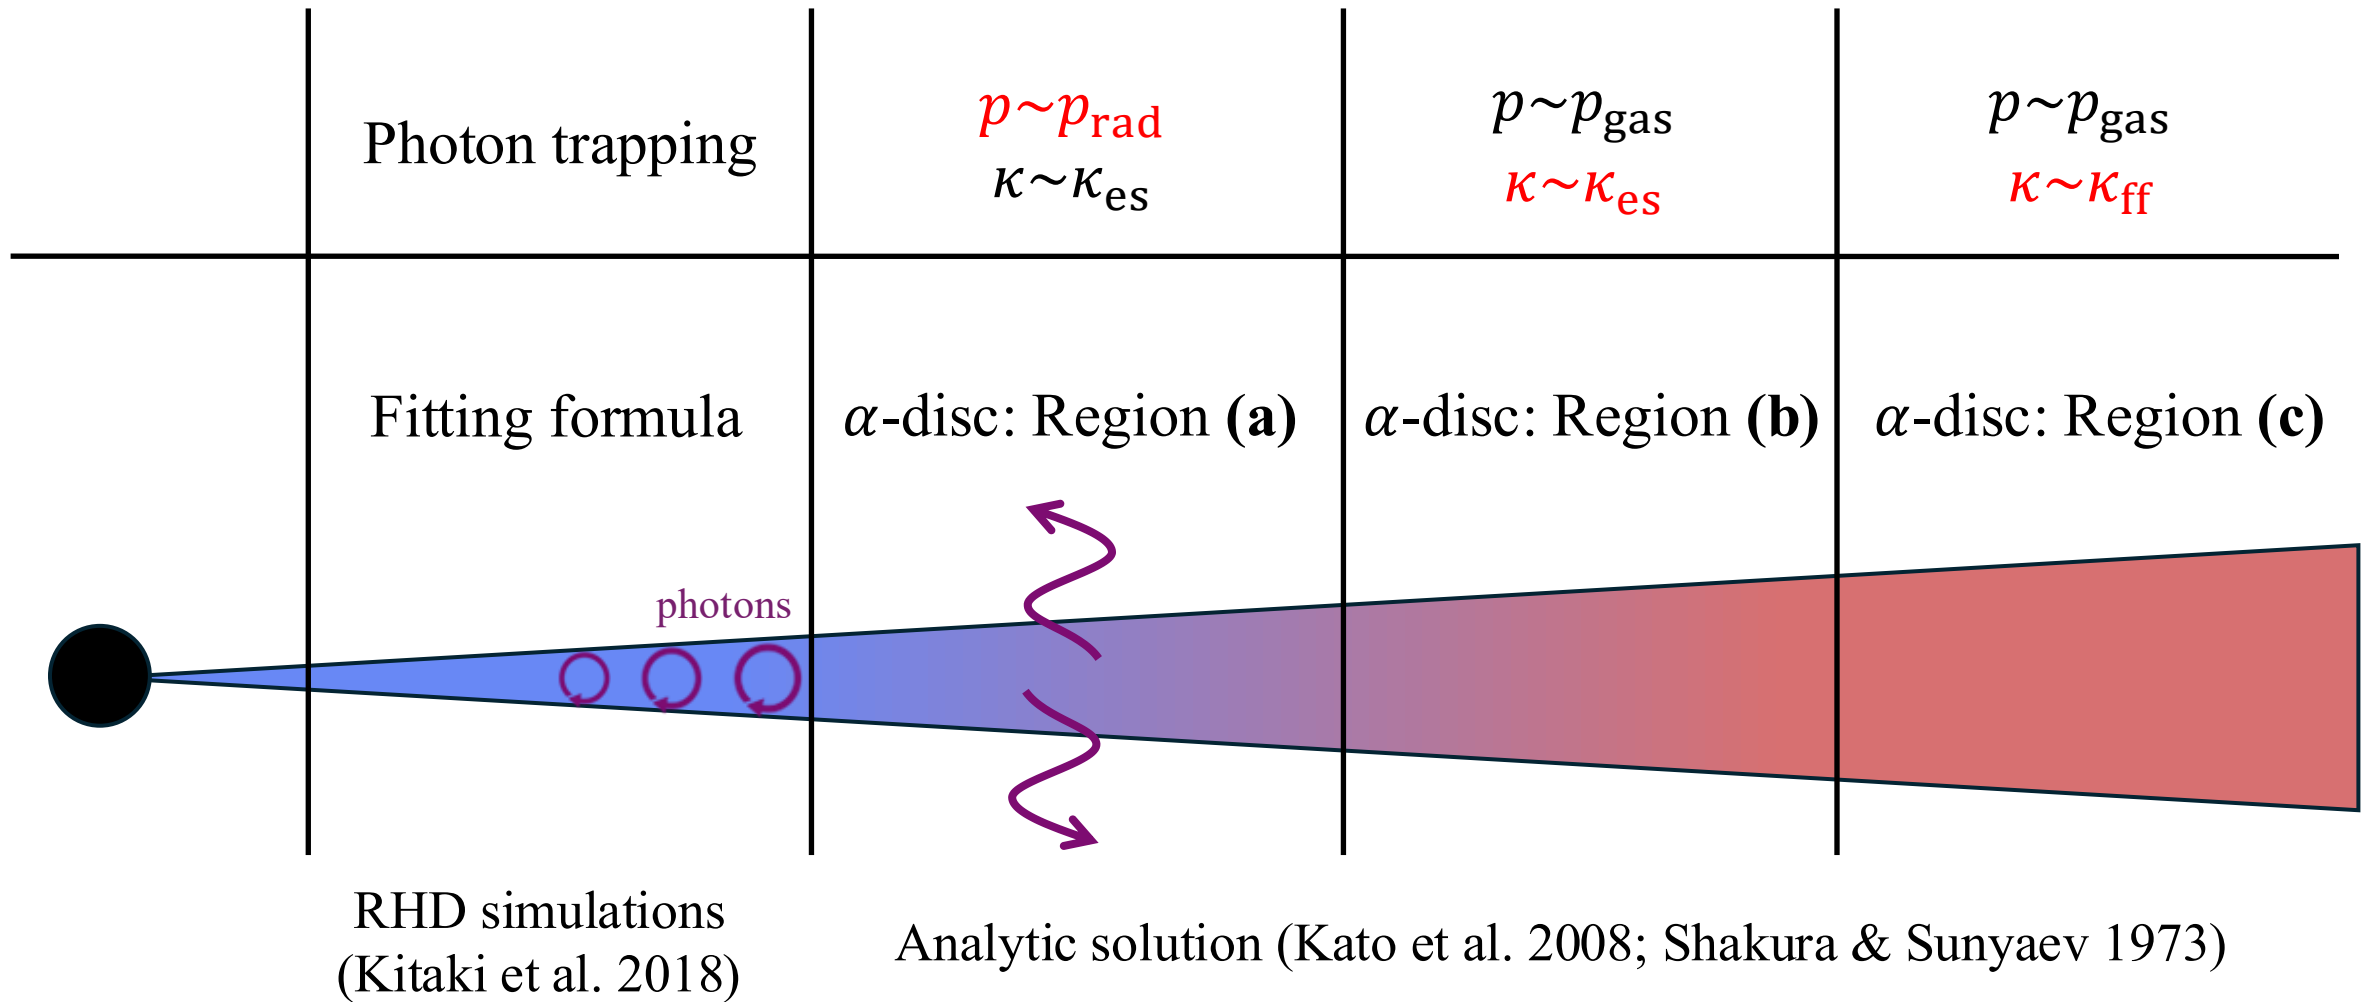 Photon trapping
p~p_rad
κ~κ_es
p~p_gas
κ~κ_es
p~p_gas
κ~κ_ff
Fitting formula
α-disc: Region (a)
α-disc: Region (b)
α-disc: Region (c)
photons
RHD simulations
(Kitaki et al. 2018)
Analytic solution (Kato et al. 2008; Shakura & Sunyaev 1973)